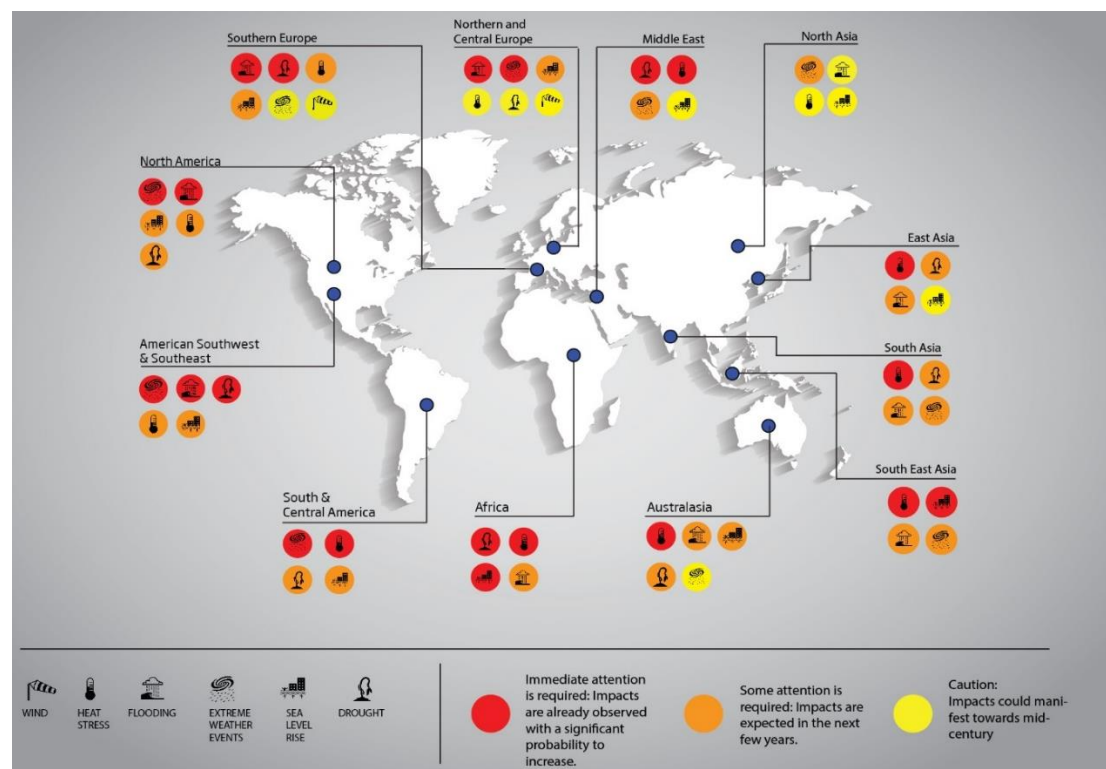 Southern Europe
Northern and
Central Europe
Middle East
North Asia
North America
East Asia
American Southwest
& Southeast
South Asia
South East Asia
South &
Central America
Africa
Australasia
WIND
HEAT
STRESS
FLOODING
EXTREME
WEATHER
EVENTS
SEA
LEVEL
RISE
DROUGHT
Immediate attention
is required: Impacts
are already observed
with a significant
probability to
increase.
Some attention is
required: Impacts are
expected in the next
few years.
Caution:
Impacts could mani-
fest towards mid-
century